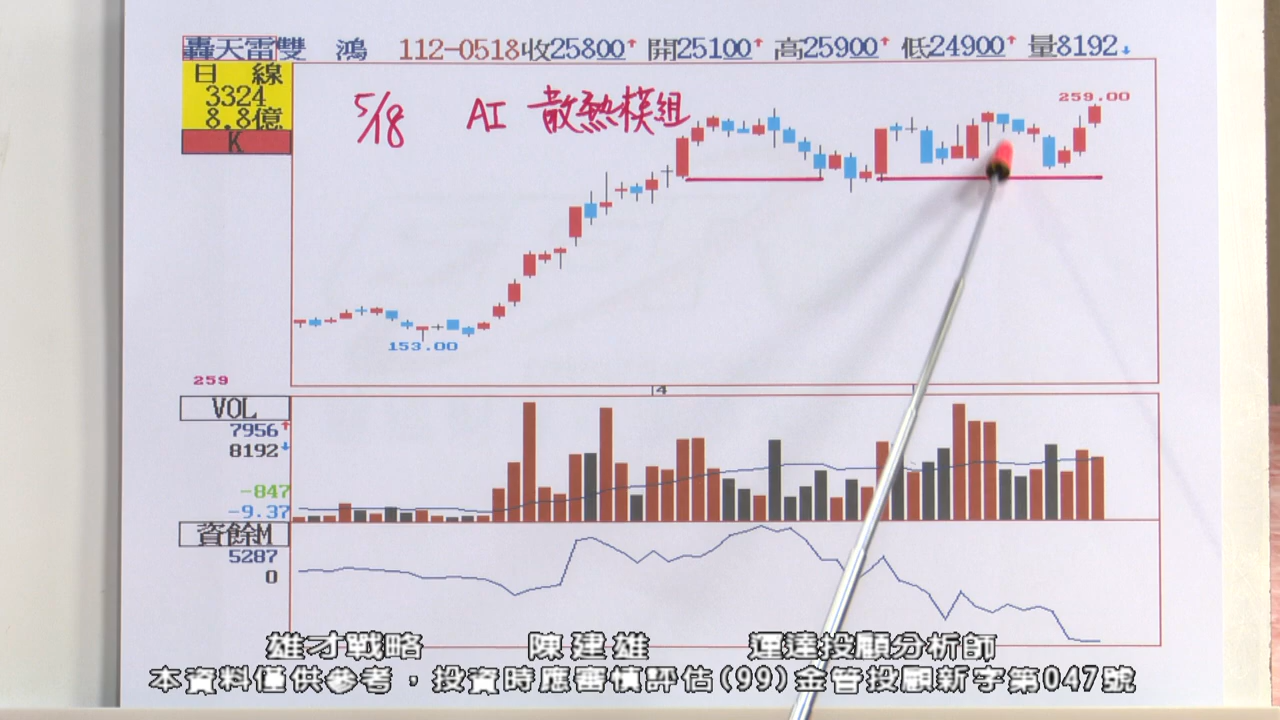 轟天雷雙 鴻 112-0518收25800↑ 開25100↑ 高25900↑ 低24900↑ 量8192↓
日 線
3324
8.8億
K
5/18 AI 散熱模組
259.00
153.00
259
4
VOL
7956↑
8192↓
-847
-9.37
資餘M
5287
0
雄才戰略 陳建雄 運達投顧分析師
本資料僅供參考，投資時應審慎評估(99)金管投顧新字第047號